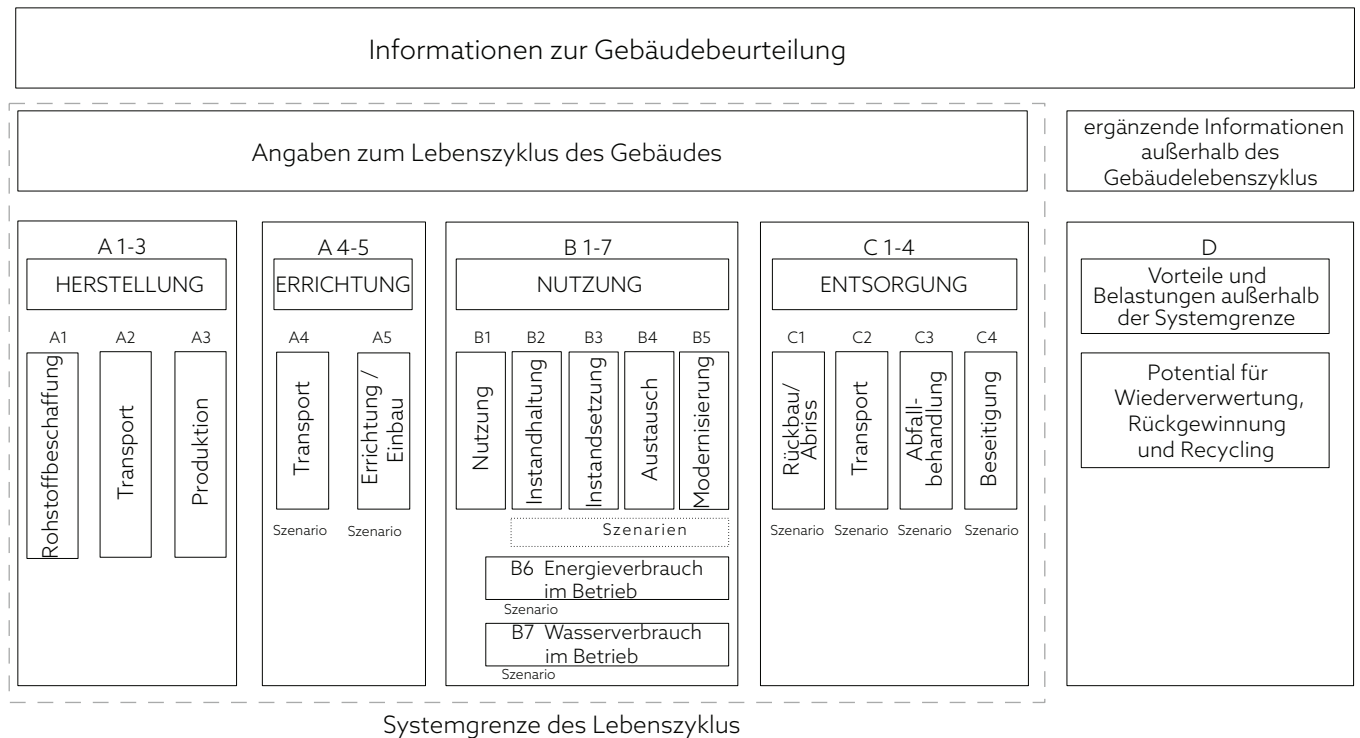 Informationen zur Gebäudebeurteilung
Angaben zum Lebenszyklus des Gebäudes
ergänzende Informationen
außerhalb des
Gebäudelebenszyklus
A 1-3
HERSTELLUNG
A1
Rohstoffbeschaffung
A2
Transport
A3
Produktion
A 4-5
ERRICHTUNG
A4
Transport
Szenario
A5
Errichtung /
Einbau
Szenario
B 1-7
NUTZUNG
B1
Nutzung
B2
Instandhaltung
B3
Instandsetzung
B4
Austausch
B5
Modernisierung
Szenarien
B6 Energieverbrauch
im Betrieb
Szenario
B7 Wasserverbrauch
im Betrieb
Szenario
C 1-4
ENTSORGUNG
C1
Rückbau/
Abriss
Szenario
C2
Transport
Szenario
C3
Abfall-
behandlung
Szenario
C4
Beseitigung
Szenario
D
Vorteile und
Belastungen außerhalb
der Systemgrenze
Potential für
Wiederverwertung,
Rückgewinnung
und Recycling
Systemgrenze des Lebenszyklus